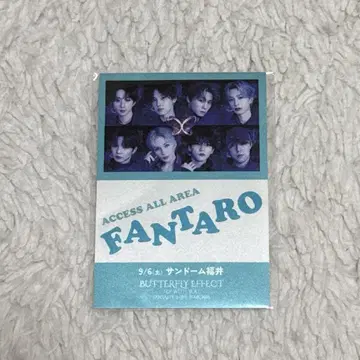 ACCESS ALL AREA
FANTARO
9/6(土) サンドーム福井
BUTTERFLY EFFECT